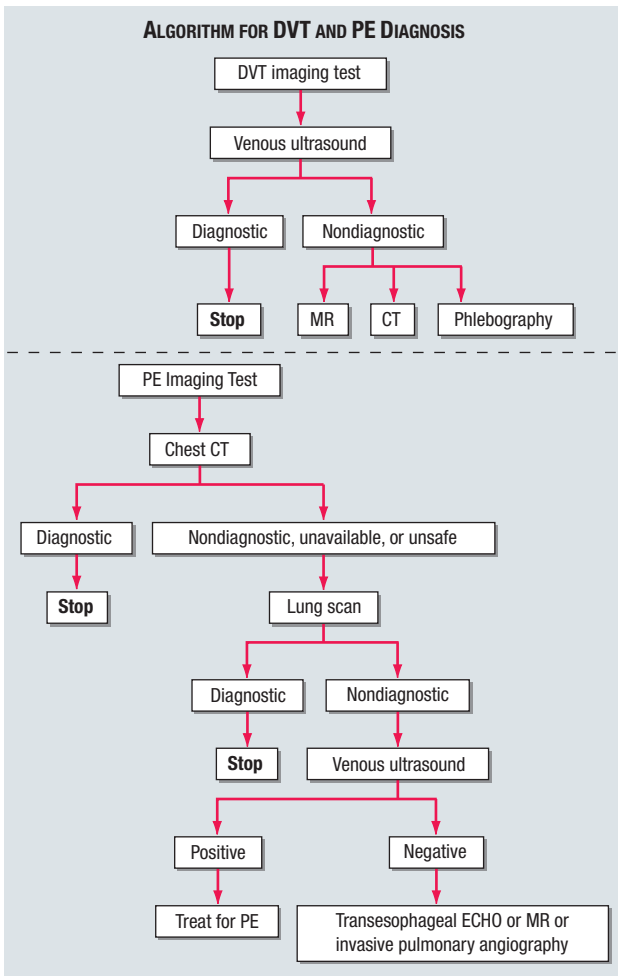 ALGORITHM FOR DVT AND PE DIAGNOSIS
DVT imaging test
Venous ultrasound
Diagnostic
Nondiagnostic
Stop
MR
CT
Phlebography
PE Imaging Test
Chest CT
Diagnostic
Nondiagnostic, unavailable, or unsafe
Stop
Lung scan
Diagnostic
Nondiagnostic
Stop
Venous ultrasound
Positive
Negative
Treat for PE
Transesophageal ECHO or MR or
invasive pulmonary angiography